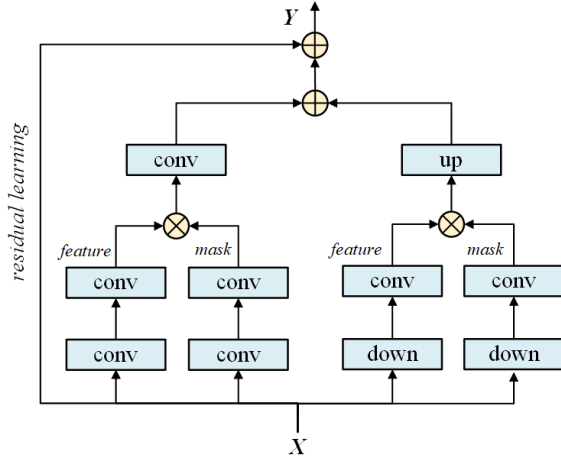 Y
residual learning
conv
up
feature
mask
feature
mask
conv
conv
conv
conv
conv
conv
down
down
X